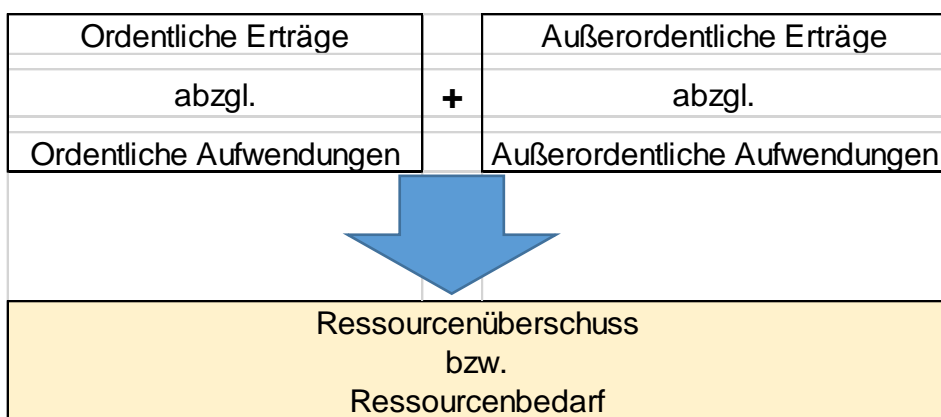 Ordentliche Erträge
abzgl.
Ordentliche Aufwendungen
+
Außerordentliche Erträge
abzgl.
Außerordentliche Aufwendungen
Ressourcenüberschuss
bzw.
Ressourcenbedarf